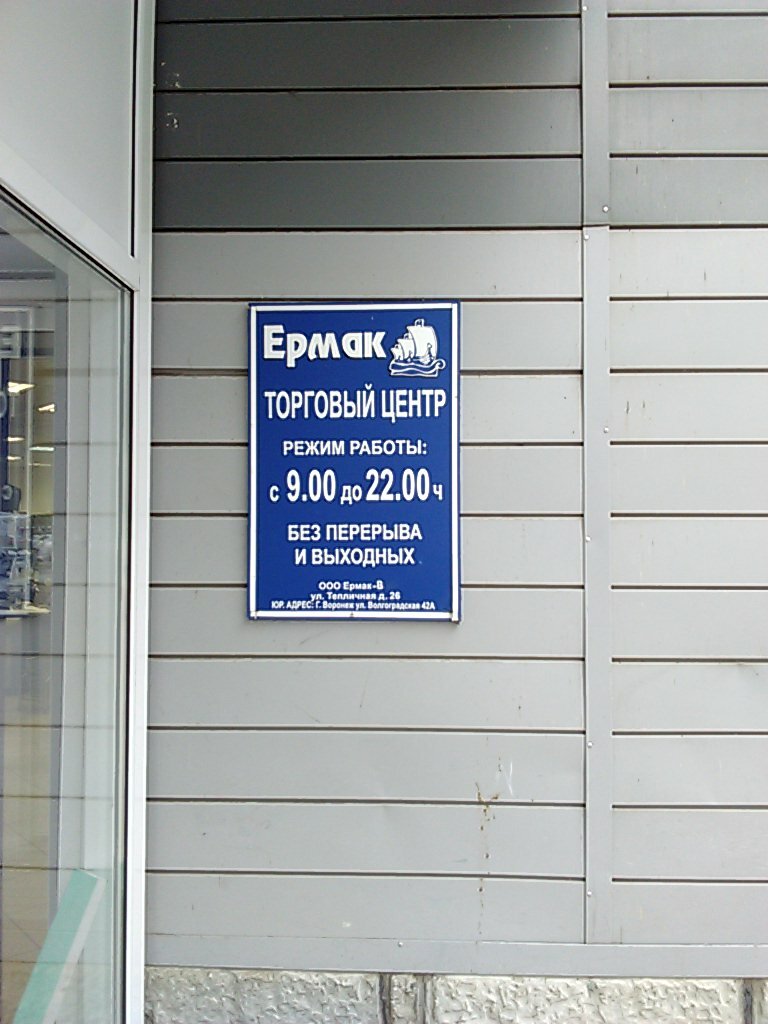 Ермак
ТОРГОВЫЙ ЦЕНТР
РЕЖИМ РАБОТЫ:
с 9.00 до 22.00 ч
БЕЗ ПЕРЕРЫВА
И ВЫХОДНЫХ
ООО Ермак-В
ул. Тепличная д. 26
ЮР. АДРЕС: Г. Воронеж ул. Волгоградская 42А